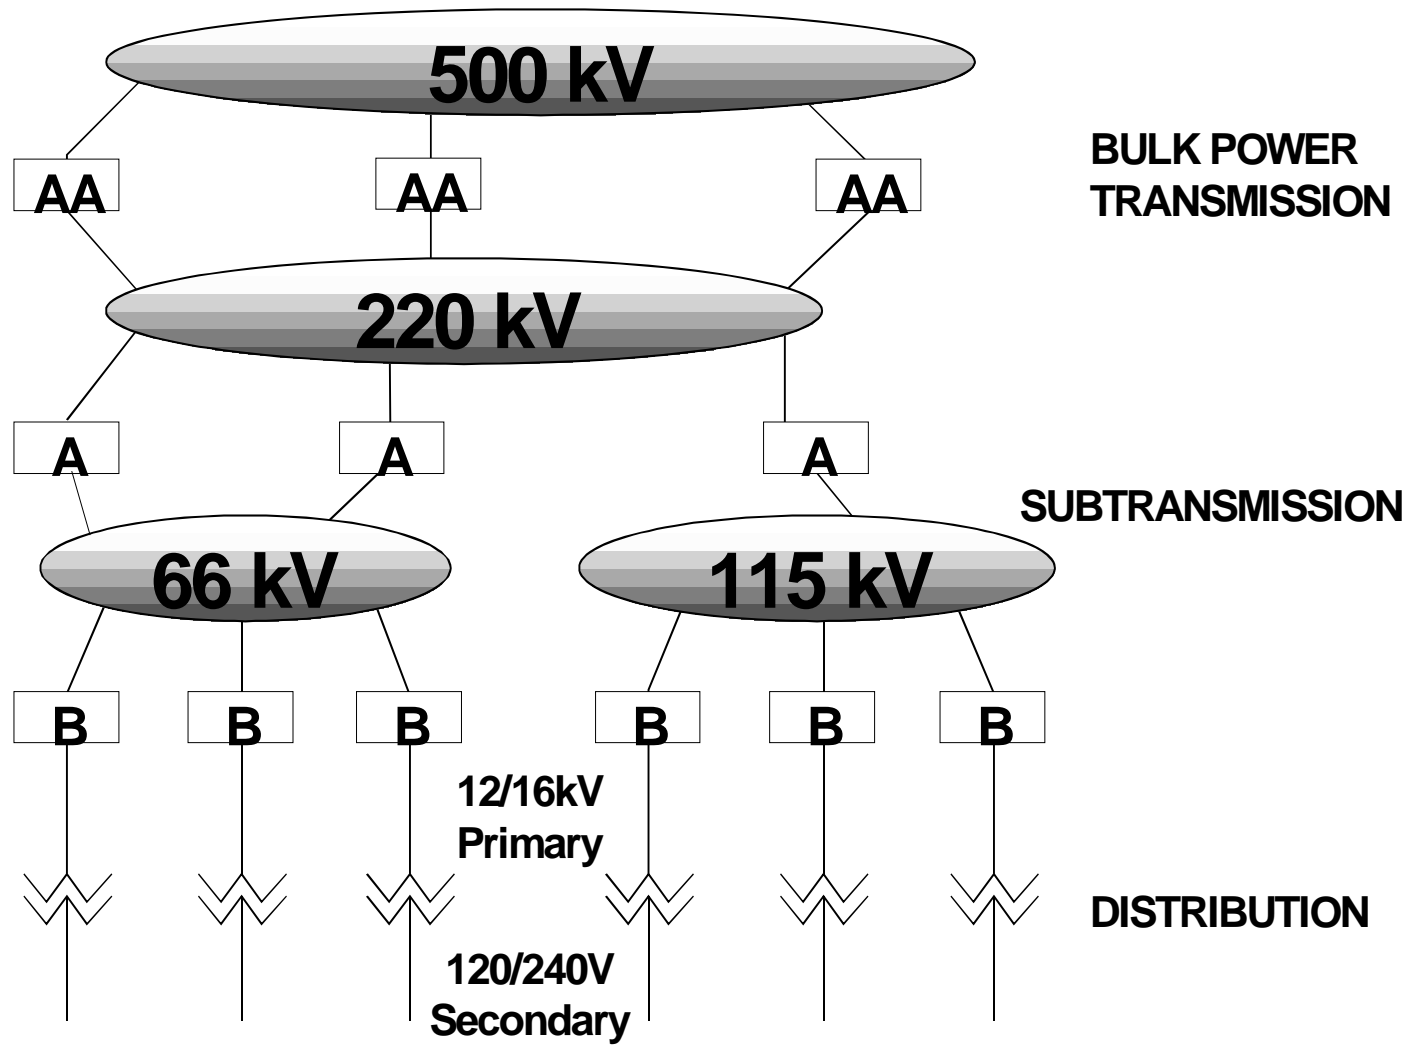 500 kV
BULK POWER
TRANSMISSION
AA
AA
AA
220 kV
A
A
A
SUBTRANSMISSION
66 kV
115 kV
B
B
B
B
B
B
12/16kV
Primary
DISTRIBUTION
120/240V
Secondary